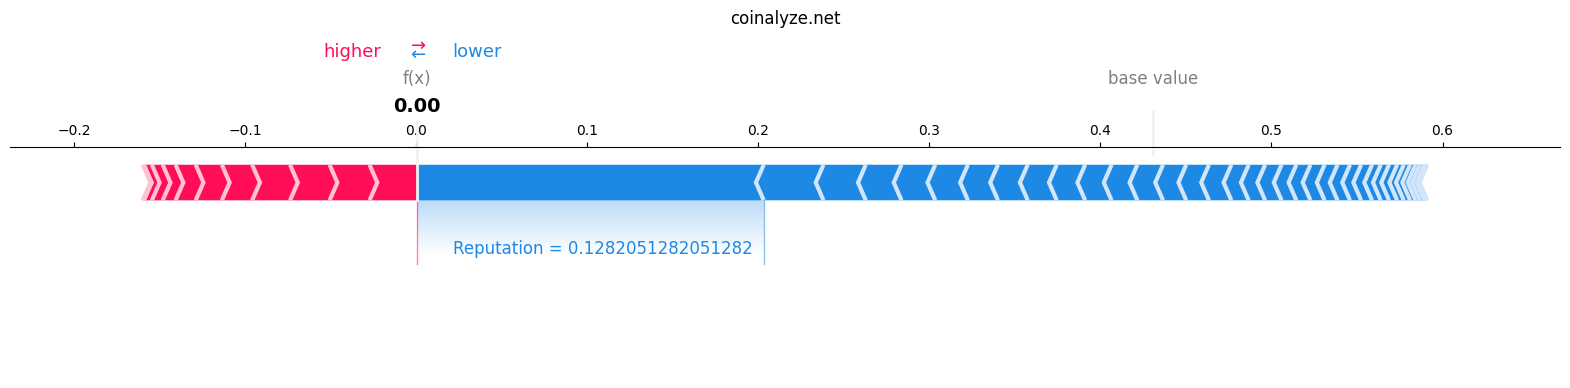 coinalyze.net
higher ⇄ lower
f(x) base value
0.00
−0.2 −0.1 0.0 0.1 0.2 0.3 0.4 0.5 0.6
Reputation = 0.1282051282051282